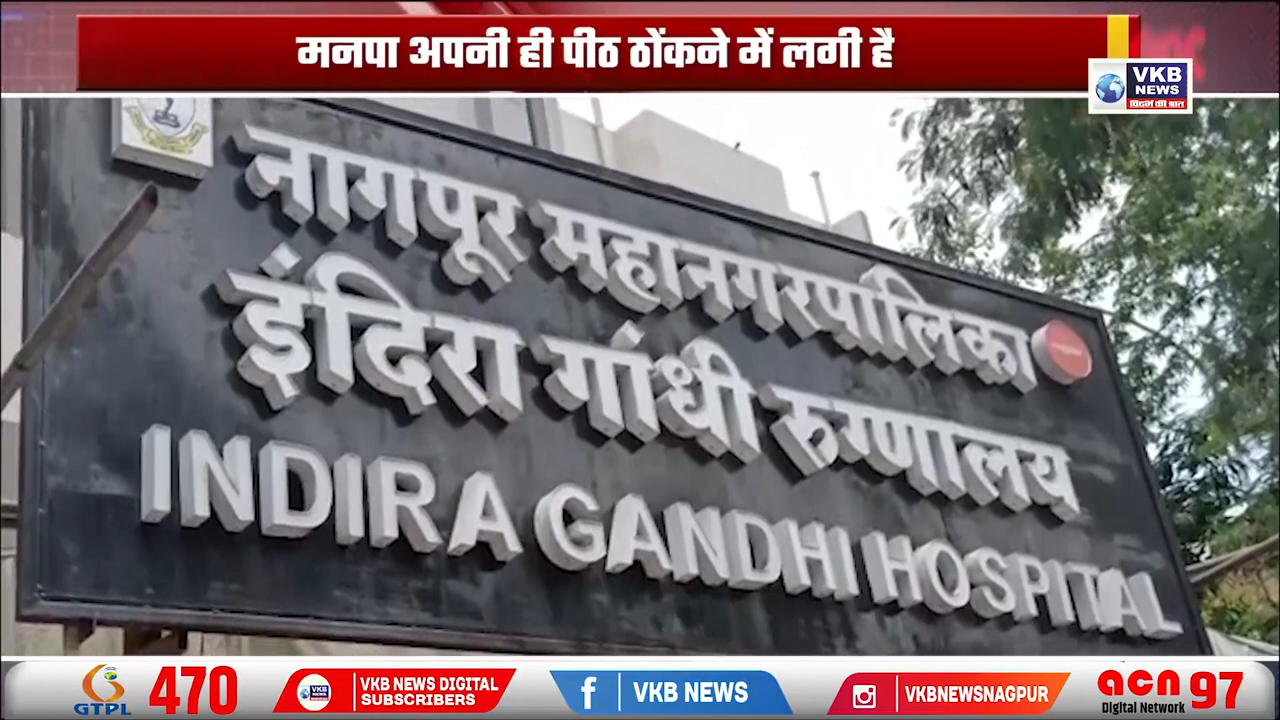 मनपा अपनी ही पीठ ठोंकने में लगी है
VKB
NEWS
विदर्भ की बात
नागपूर महानगरपालिका
इंदिरा गांधी रुग्णालय
INDIRA GANDHI HOSPITAL
GTPL
470
VKB NEWS DIGITAL
SUBSCRIBERS
VKB NEWS
VKBNEWSNAGPUR
acn 97
Digital Network